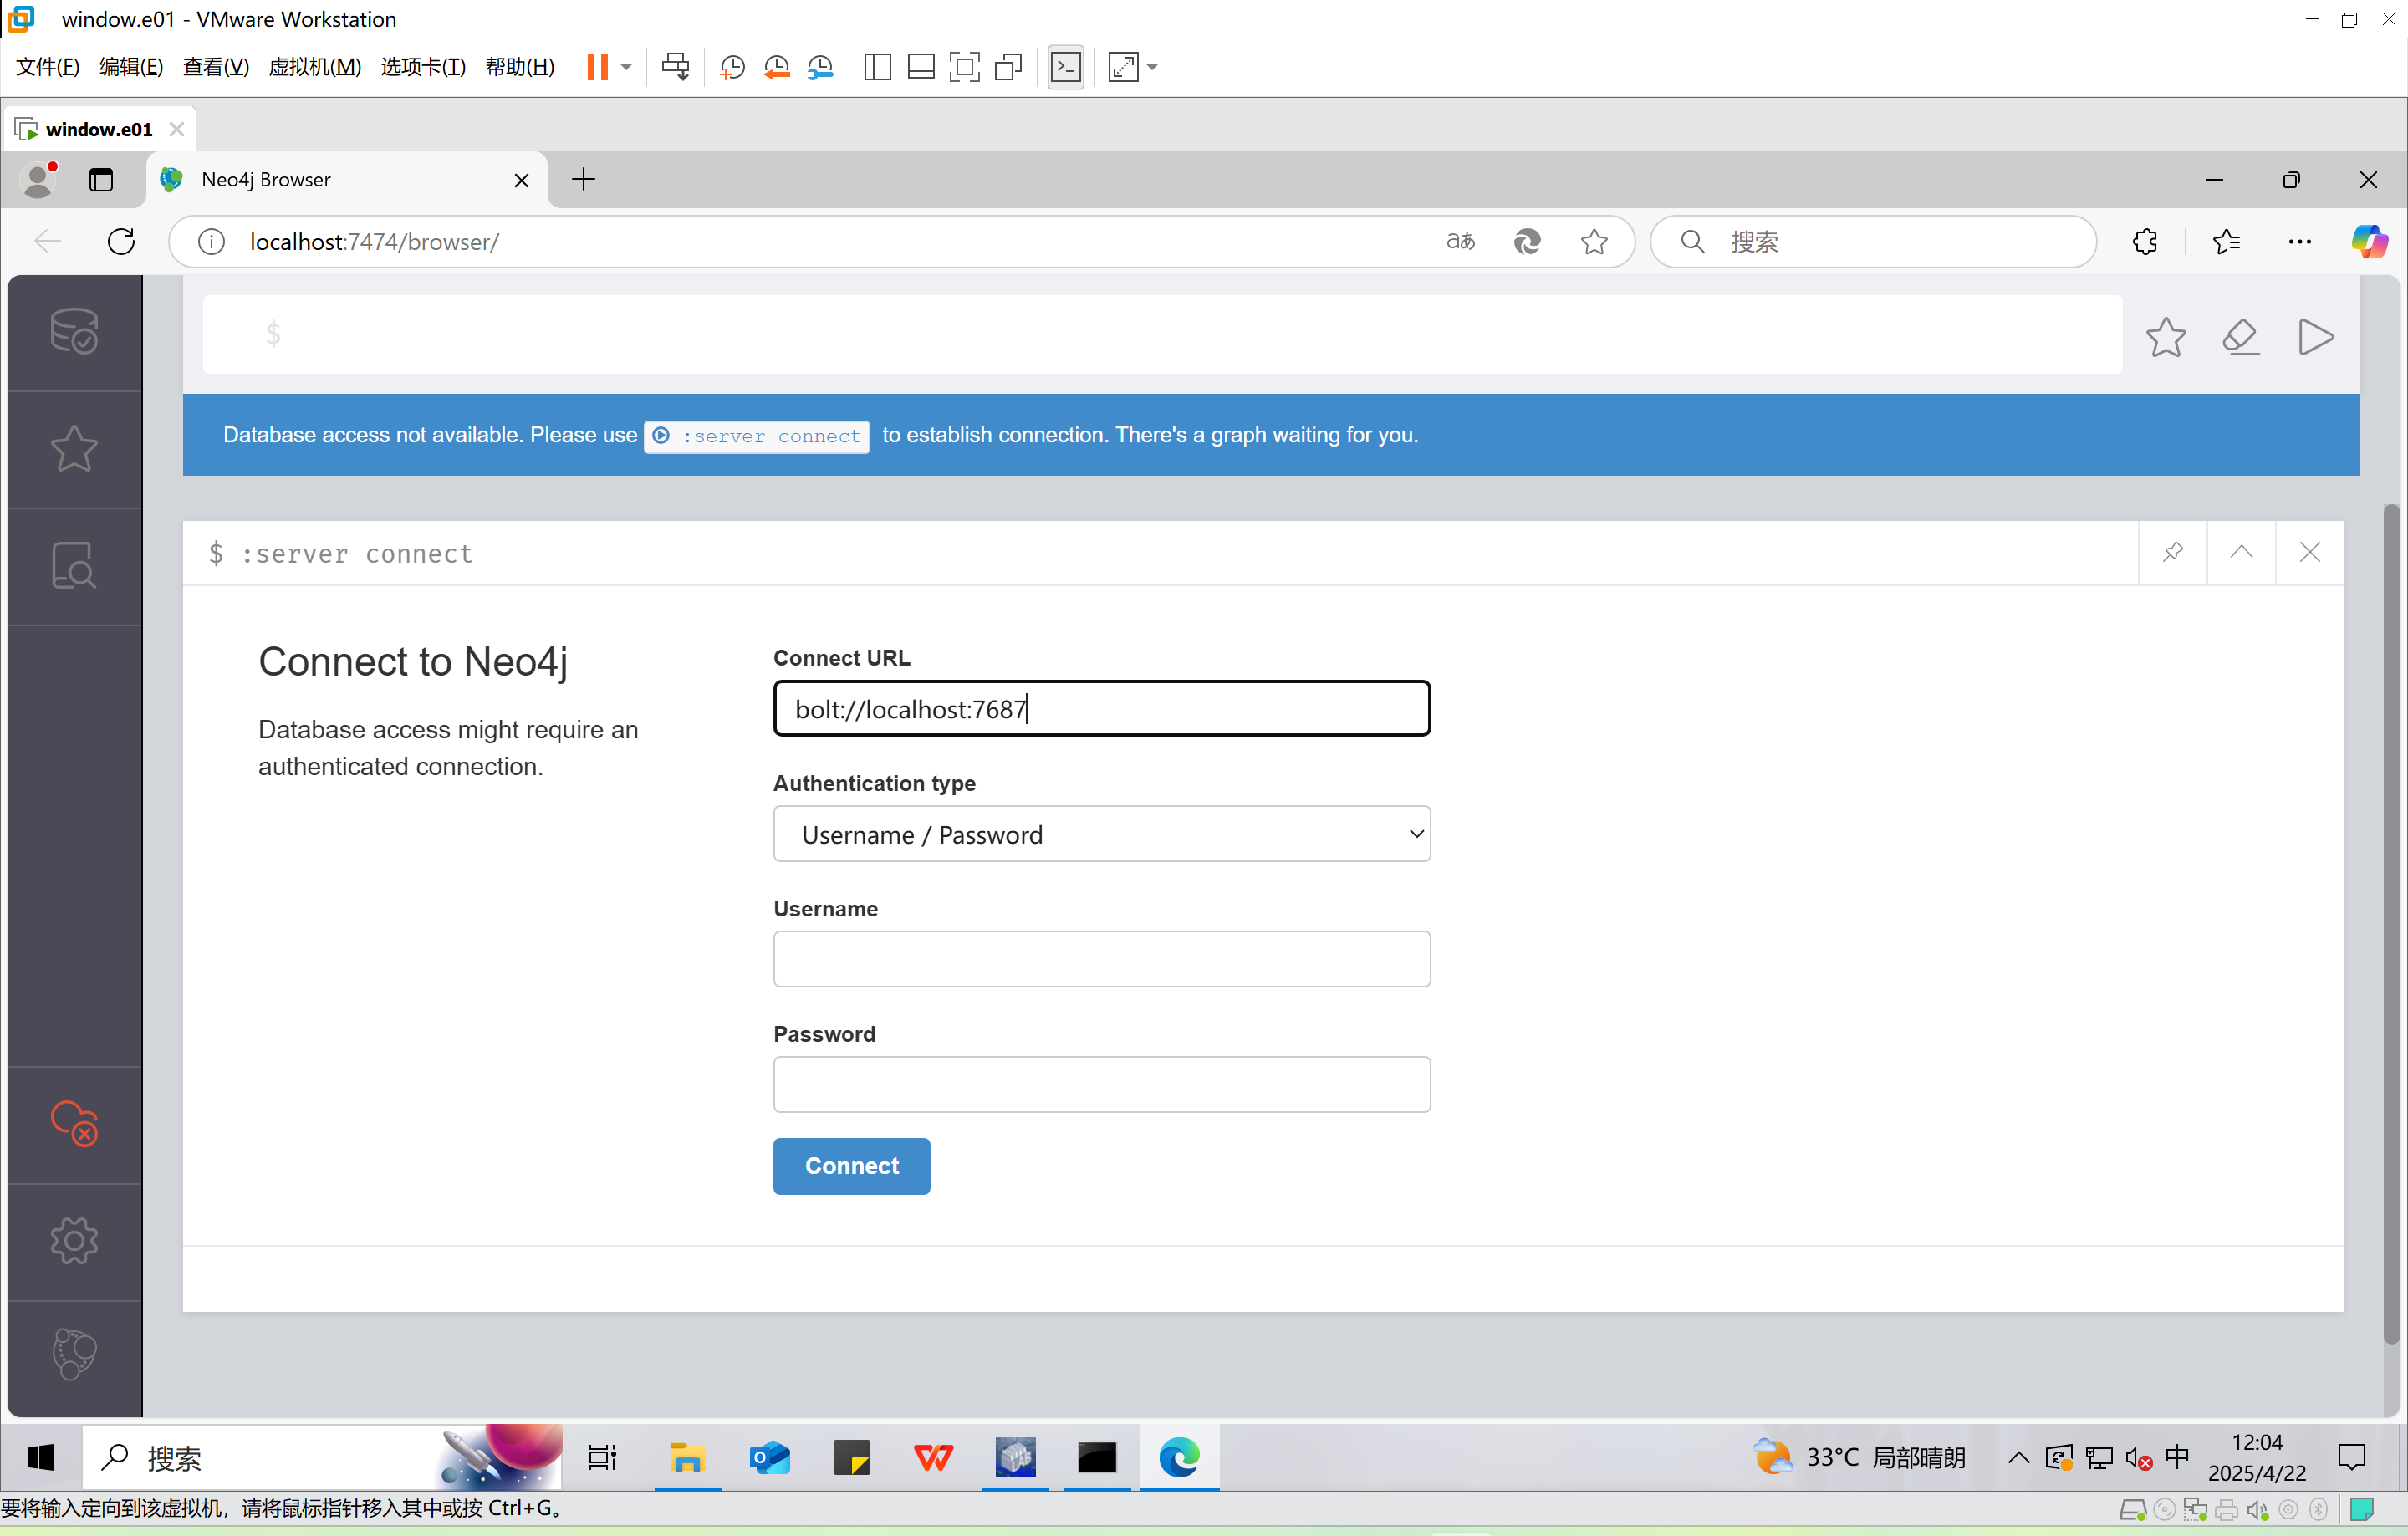 window.e01 - VMware Workstation
文件(F) 编辑(E) 查看(V) 虚拟机(M) 选项卡(T) 帮助(H)
window.e01
Neo4j Browser
localhost:7474/browser/
搜索
$
Database access not available. Please use :server connect to establish connection. There's a graph waiting for you.
$ :server connect
Connect to Neo4j
Database access might require an
authenticated connection.
Connect URL
bolt://localhost:7687
Authentication type
Username / Password
Username
Password
Connect
搜索
33°C 局部晴朗
中
12:04
2025/4/22
要将输入定向到该虚拟机，请将鼠标指针移入其中或按 Ctrl+G。